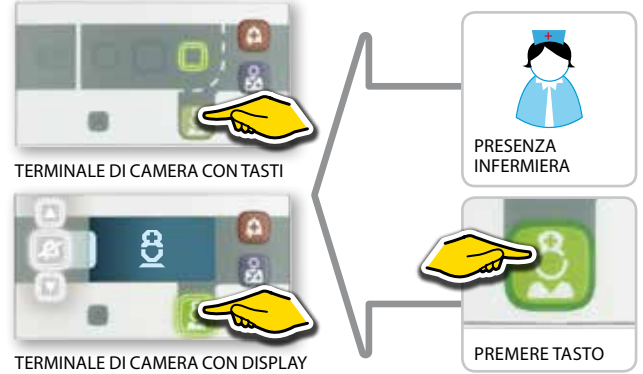 TERMINALE DI CAMERA CON TASTI
PRESENZA
INFERMIERA
TERMINALE DI CAMERA CON DISPLAY
PREMERE TASTO